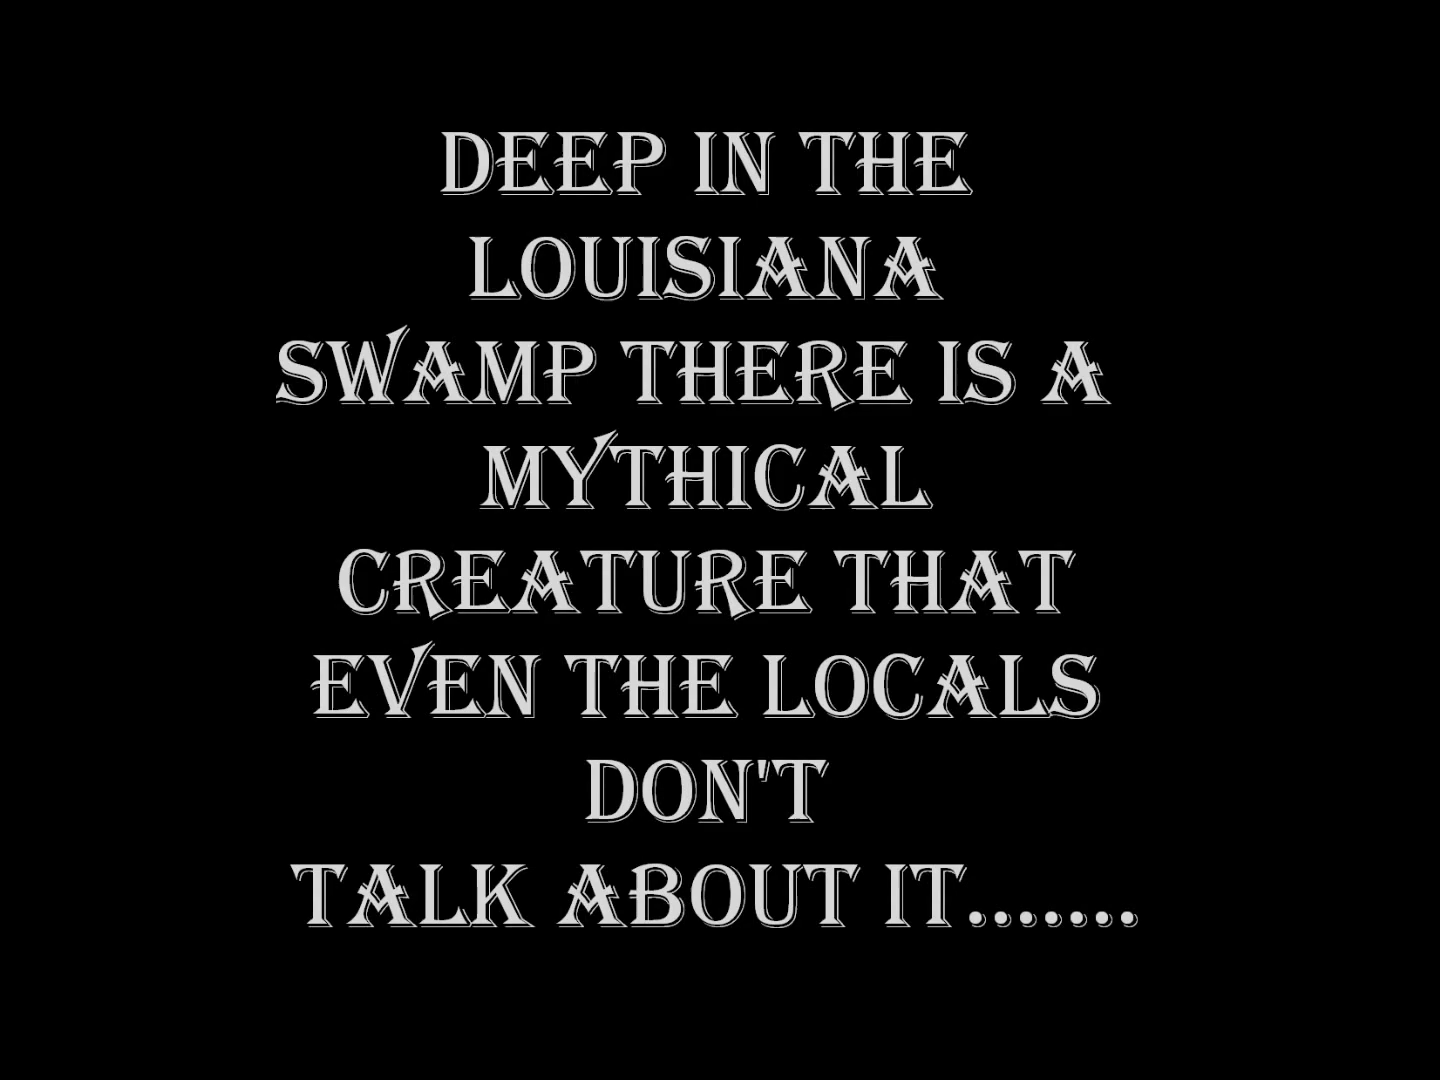 DEEP IN THE
LOUISIANA
SWAMP THERE IS A
MYTHICAL
CREATURE THAT
EVEN THE LOCALS
DON'T
TALK ABOUT IT.......